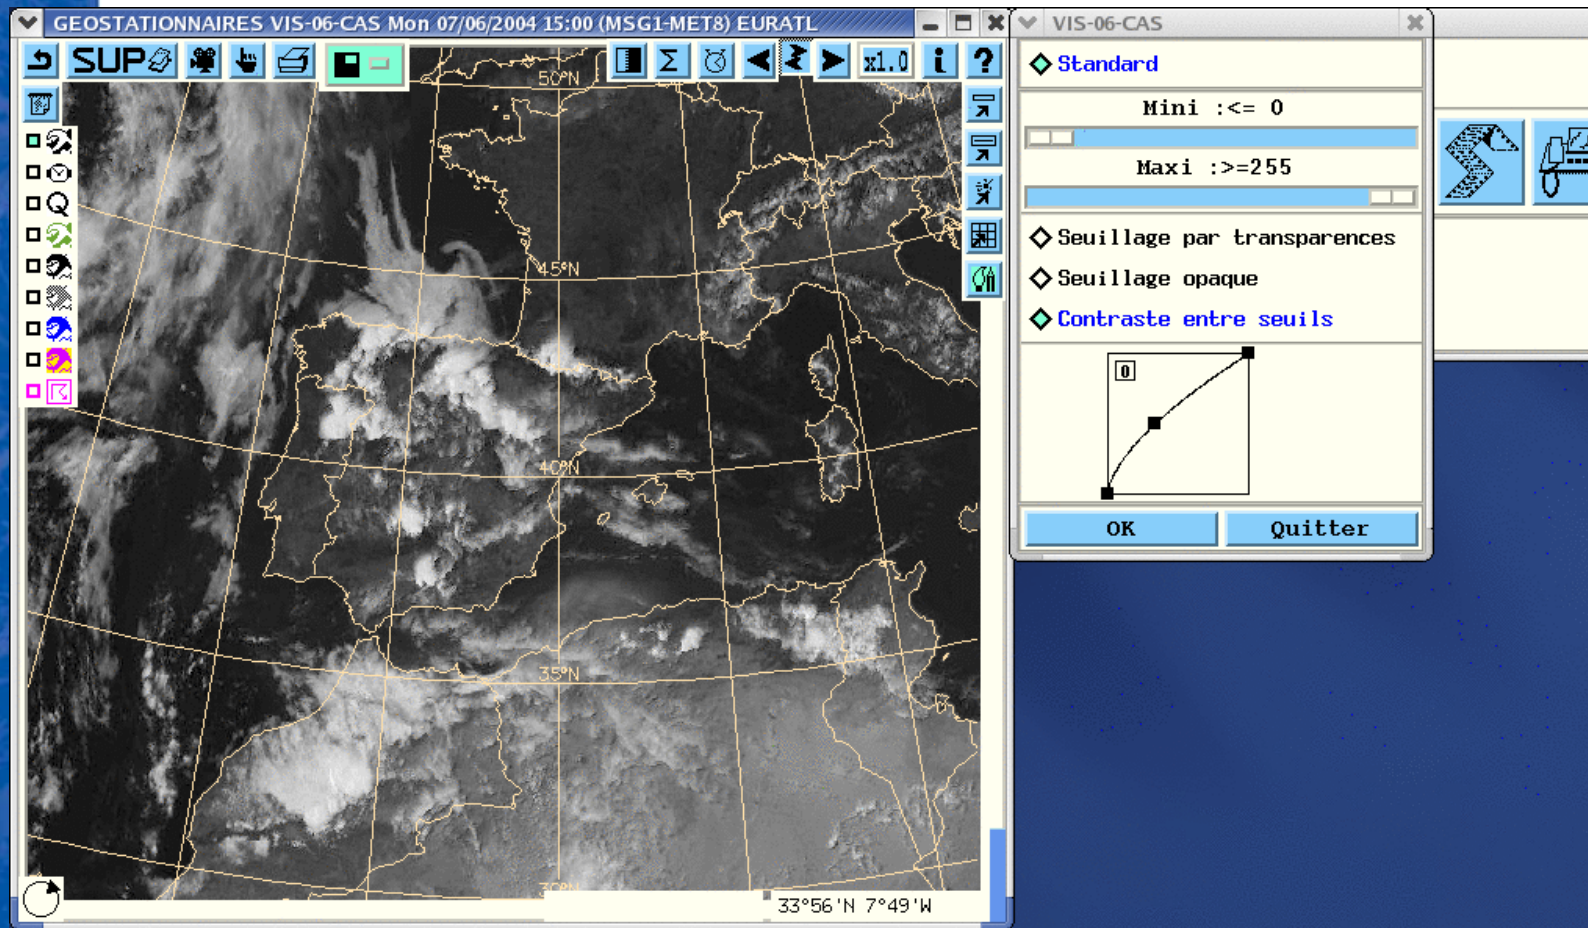 GEOSTATIONNAIRES VIS-06-CAS Mon 07/06/2004 15:00 (MSG1-MET8) EURATL
SUP
Σ
x1.0
i
?
Q
50°N
45°N
40°N
35°N
30°N
33°56'N 7°49'W
VIS-06-CAS
Standard
Mini :<= 0
Maxi :>=255
Seuillage par transparences
Seuillage opaque
Contraste entre seuils
0
OK
Quitter